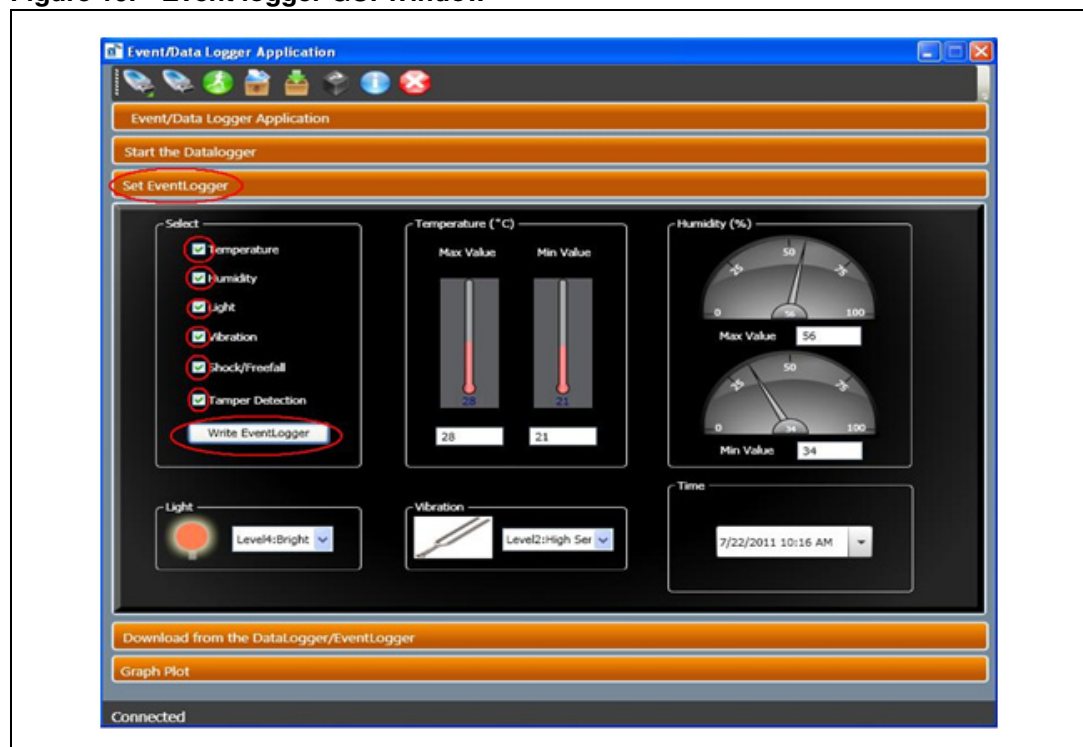 Event/Data Logger Application
Event/Data Logger Application
Start the Datalogger
Set EventLogger
Select
Temperature
Humidity
Light
Vibration
Shock/Freefall
Tamper Detection
Write EventLogger
Temperature (°C)
Max Value Min Value
28 21
28 21
Humidity (%)
0 25 50 75 100
56
Max Value 56
0 25 50 75 100
34
Min Value 34
Light
Level4:Bright
Vibration
Level2:High Ser
Time
7/22/2011 10:16 AM
Download from the DataLogger/EventLogger
Graph Plot
Connected